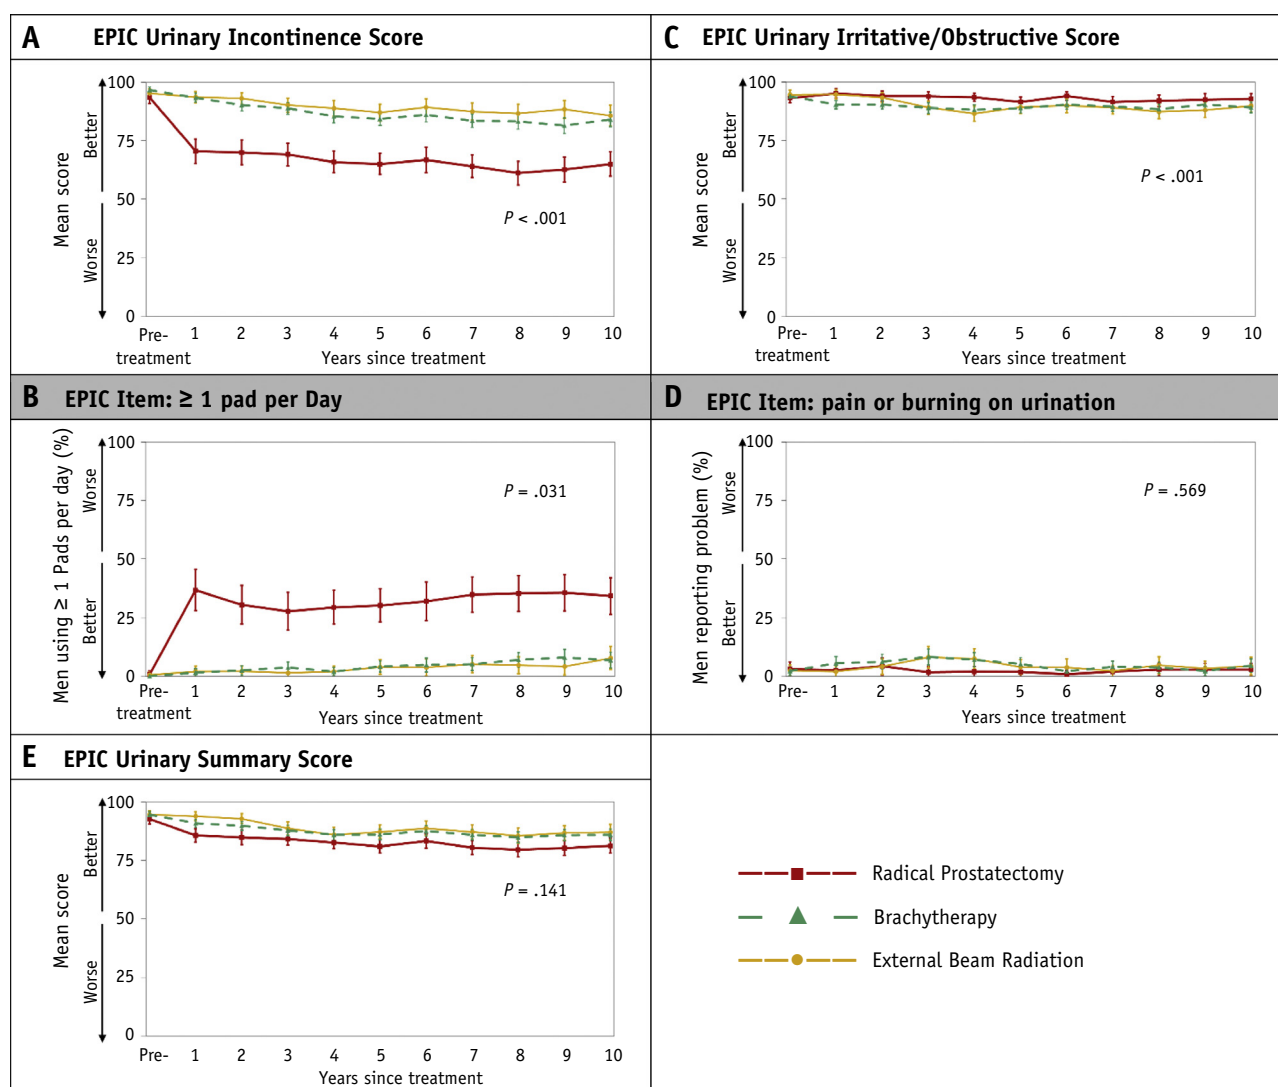 A EPIC Urinary Incontinence Score
Mean score
Better
Worse
100
75
50
25
0
P < .001
Pre-treatment 1 2 3 4 5 6 7 8 9 10
Years since treatment
C EPIC Urinary Irritative/Obstructive Score
Mean score
Better
Worse
100
75
50
25
0
P < .001
Pre-treatment 1 2 3 4 5 6 7 8 9 10
Years since treatment
B EPIC Item: ≥ 1 pad per Day
Men using ≥ 1 Pads per day (%)
Worse
Better
100
75
50
25
0
P = .031
Pre-treatment 1 2 3 4 5 6 7 8 9 10
Years since treatment
D EPIC Item: pain or burning on urination
Men reporting problem (%)
Worse
Better
100
75
50
25
0
P = .569
Pre-treatment 1 2 3 4 5 6 7 8 9 10
Years since treatment
E EPIC Urinary Summary Score
Mean score
Better
Worse
100
75
50
25
0
P = .141
Pre- 1 2 3 4 5 6 7 8 9 10
Years since treatment
Radical Prostatectomy
Brachytherapy
External Beam Radiation